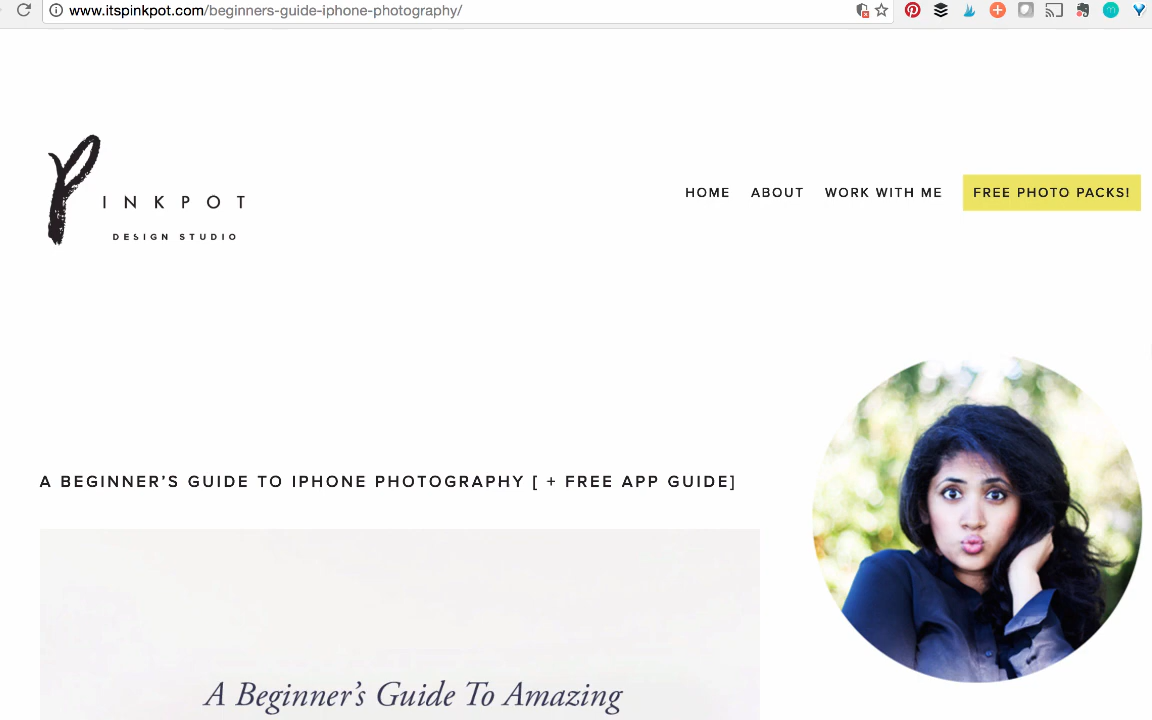 www.itspinkpot.com/beginners-guide-iphone-photography/
PINKPOT
DESIGN STUDIO
HOME ABOUT WORK WITH ME FREE PHOTO PACKS!
A BEGINNER’S GUIDE TO IPHONE PHOTOGRAPHY [ + FREE APP GUIDE]
A Beginner’s Guide To Amazing